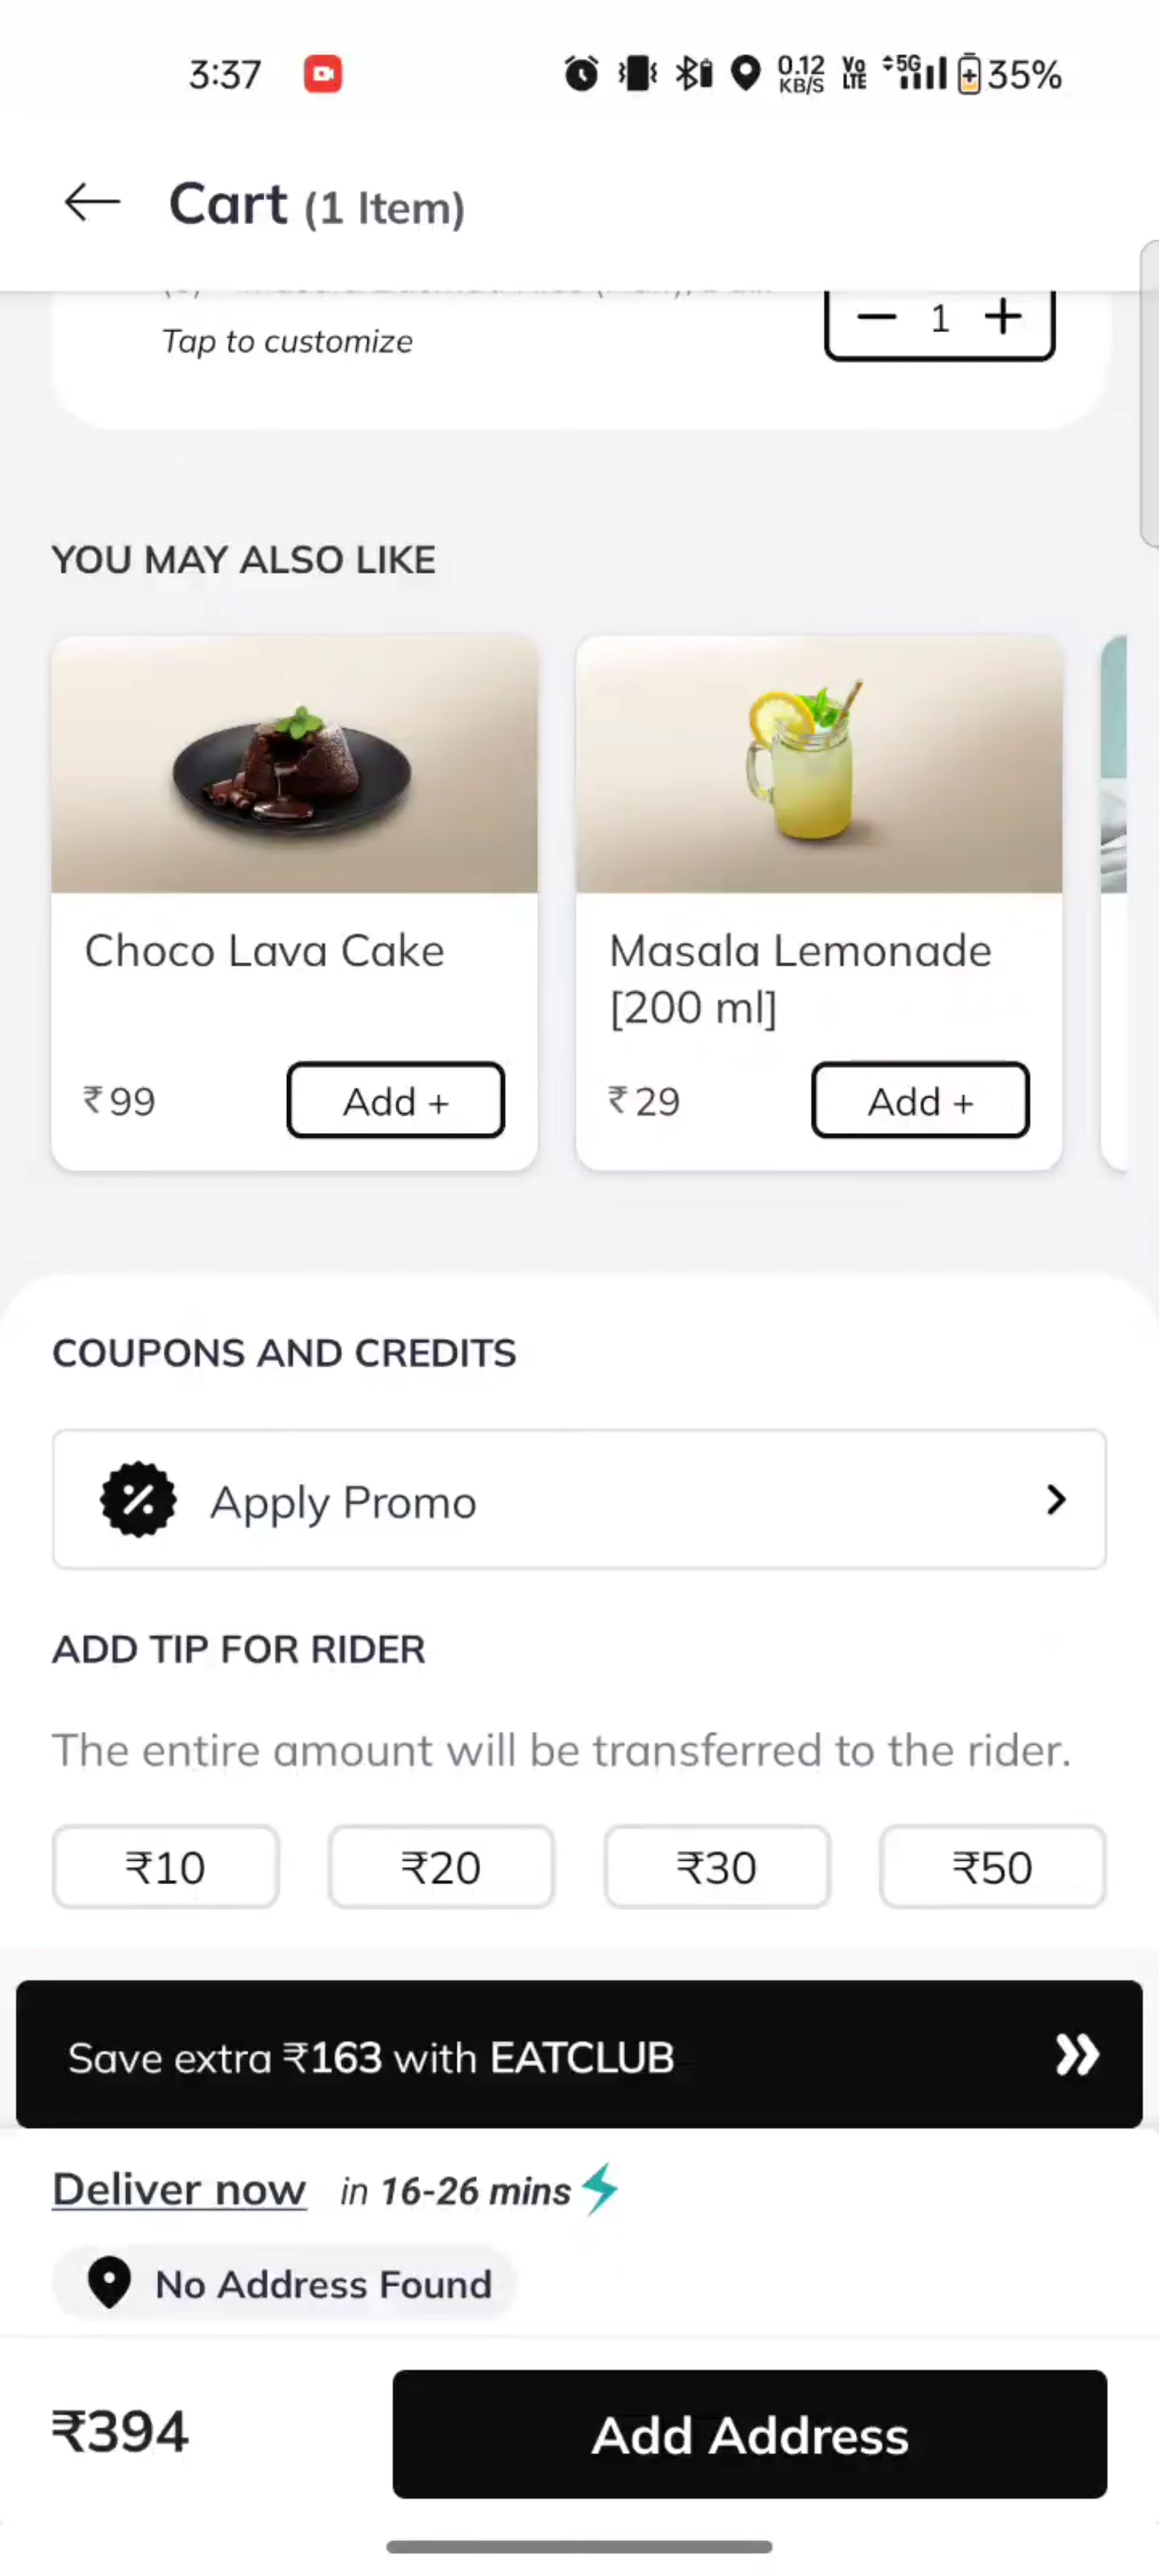 3:37
0.12
KB/S
Vo
LTE
5G
35%
Cart (1 Item)
Tap to customize
1
YOU MAY ALSO LIKE
Choco Lava Cake
₹99
Add +
Masala Lemonade
[200 ml]
₹29
Add +
COUPONS AND CREDITS
Apply Promo
ADD TIP FOR RIDER
The entire amount will be transferred to the rider.
₹10
₹20
₹30
₹50
Save extra ₹163 with EATCLUB
Deliver now in 16-26 mins
No Address Found
₹394
Add Address